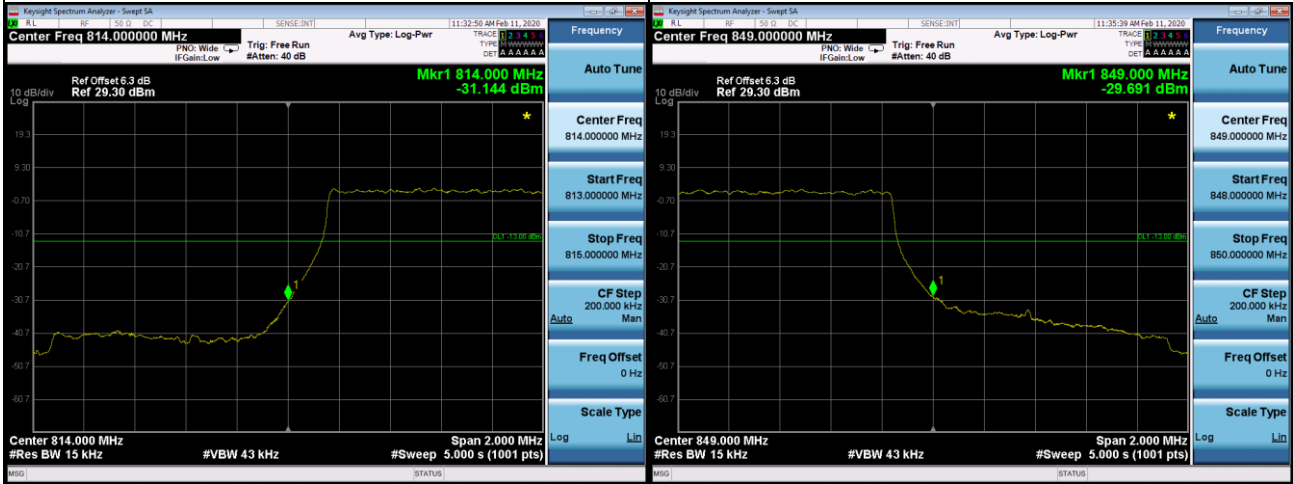 Keysight Spectrum Analyzer - Swept SA
RL RF 50 Ω DC SENSE:INT 11:32:50 AM Feb 11, 2020
Center Freq 814.000000 MHz
Avg Type: Log-Pwr
TRACE 1 2 3 4 5 6
PNO: Wide
Trig: Free Run
TYPE M WWWWW
IFGain:Low
#Atten: 40 dB
DET A A A A A A
Mkr1 814.000 MHz
-31.144 dBm
Ref Offset 6.3 dB
10 dB/div Ref 29.30 dBm
Log
19.3
9.30
-0.70
-10.7
DL1 -13.00 dBm
-20.7
-30.7
-40.7
-50.7
-60.7
1
*
Center 814.000 MHz
Span 2.000 MHz
#Res BW 15 kHz
#VBW 43 kHz
#Sweep 5.000 s (1001 pts)
MSG
STATUS
Frequency
Auto Tune
Center Freq
814.000000 MHz
Start Freq
813.000000 MHz
Stop Freq
815.000000 MHz
CF Step
200.000 kHz
Auto Man
Freq Offset
0 Hz
Scale Type
Log Lin
Keysight Spectrum Analyzer - Swept SA
RL RF 50 Ω DC SENSE:INT 11:35:39 AM Feb 11, 2020
Center Freq 849.000000 MHz
Avg Type: Log-Pwr
TRACE 1 2 3 4 5 6
PNO: Wide
Trig: Free Run
TYPE M WWWWW
IFGain:Low
#Atten: 40 dB
DET A A A A A A
Mkr1 849.000 MHz
-29.691 dBm
Ref Offset 6.3 dB
10 dB/div Ref 29.30 dBm
Log
19.3
9.30
-0.70
-10.7
DL1 -13.00 dBm
-20.7
-30.7
-40.7
-50.7
-60.7
1
*
Center 849.000 MHz
Span 2.000 MHz
#Res BW 15 kHz
#VBW 43 kHz
#Sweep 5.000 s (1001 pts)
MSG
STATUS
Frequency
Auto Tune
Center Freq
849.000000 MHz
Start Freq
848.000000 MHz
Stop Freq
850.000000 MHz
CF Step
200.000 kHz
Auto Man
Freq Offset
0 Hz
Scale Type
Log Lin